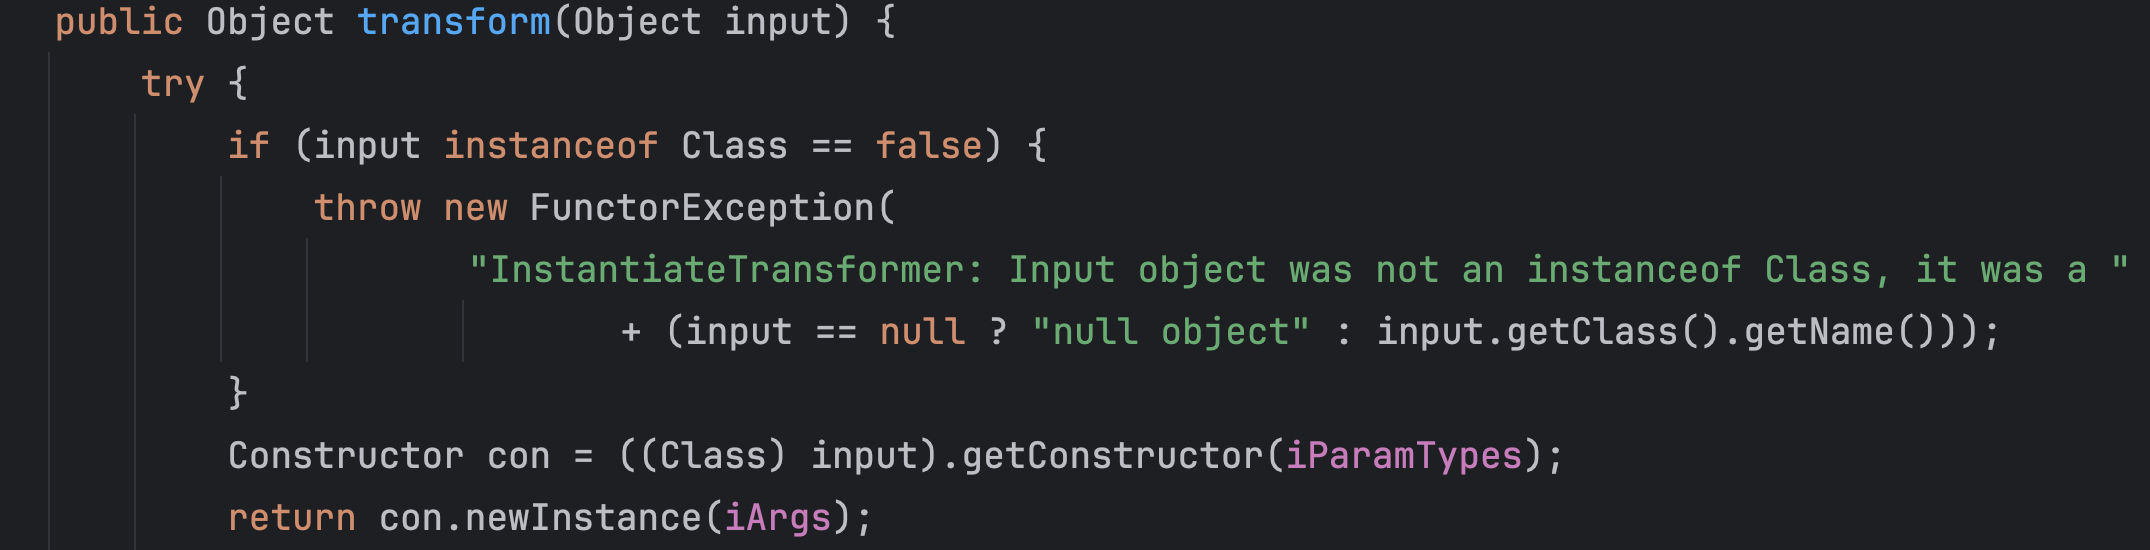 public Object transform(Object input) {
try {
if (input instanceof Class == false) {
throw new FunctorException(
"InstantiateTransformer: Input object was not an instanceof Class, it was a "
+ (input == null ? "null object" : input.getClass().getName()));
}
Constructor con = ((Class) input).getConstructor(iParamTypes);
return con.newInstance(iArgs);